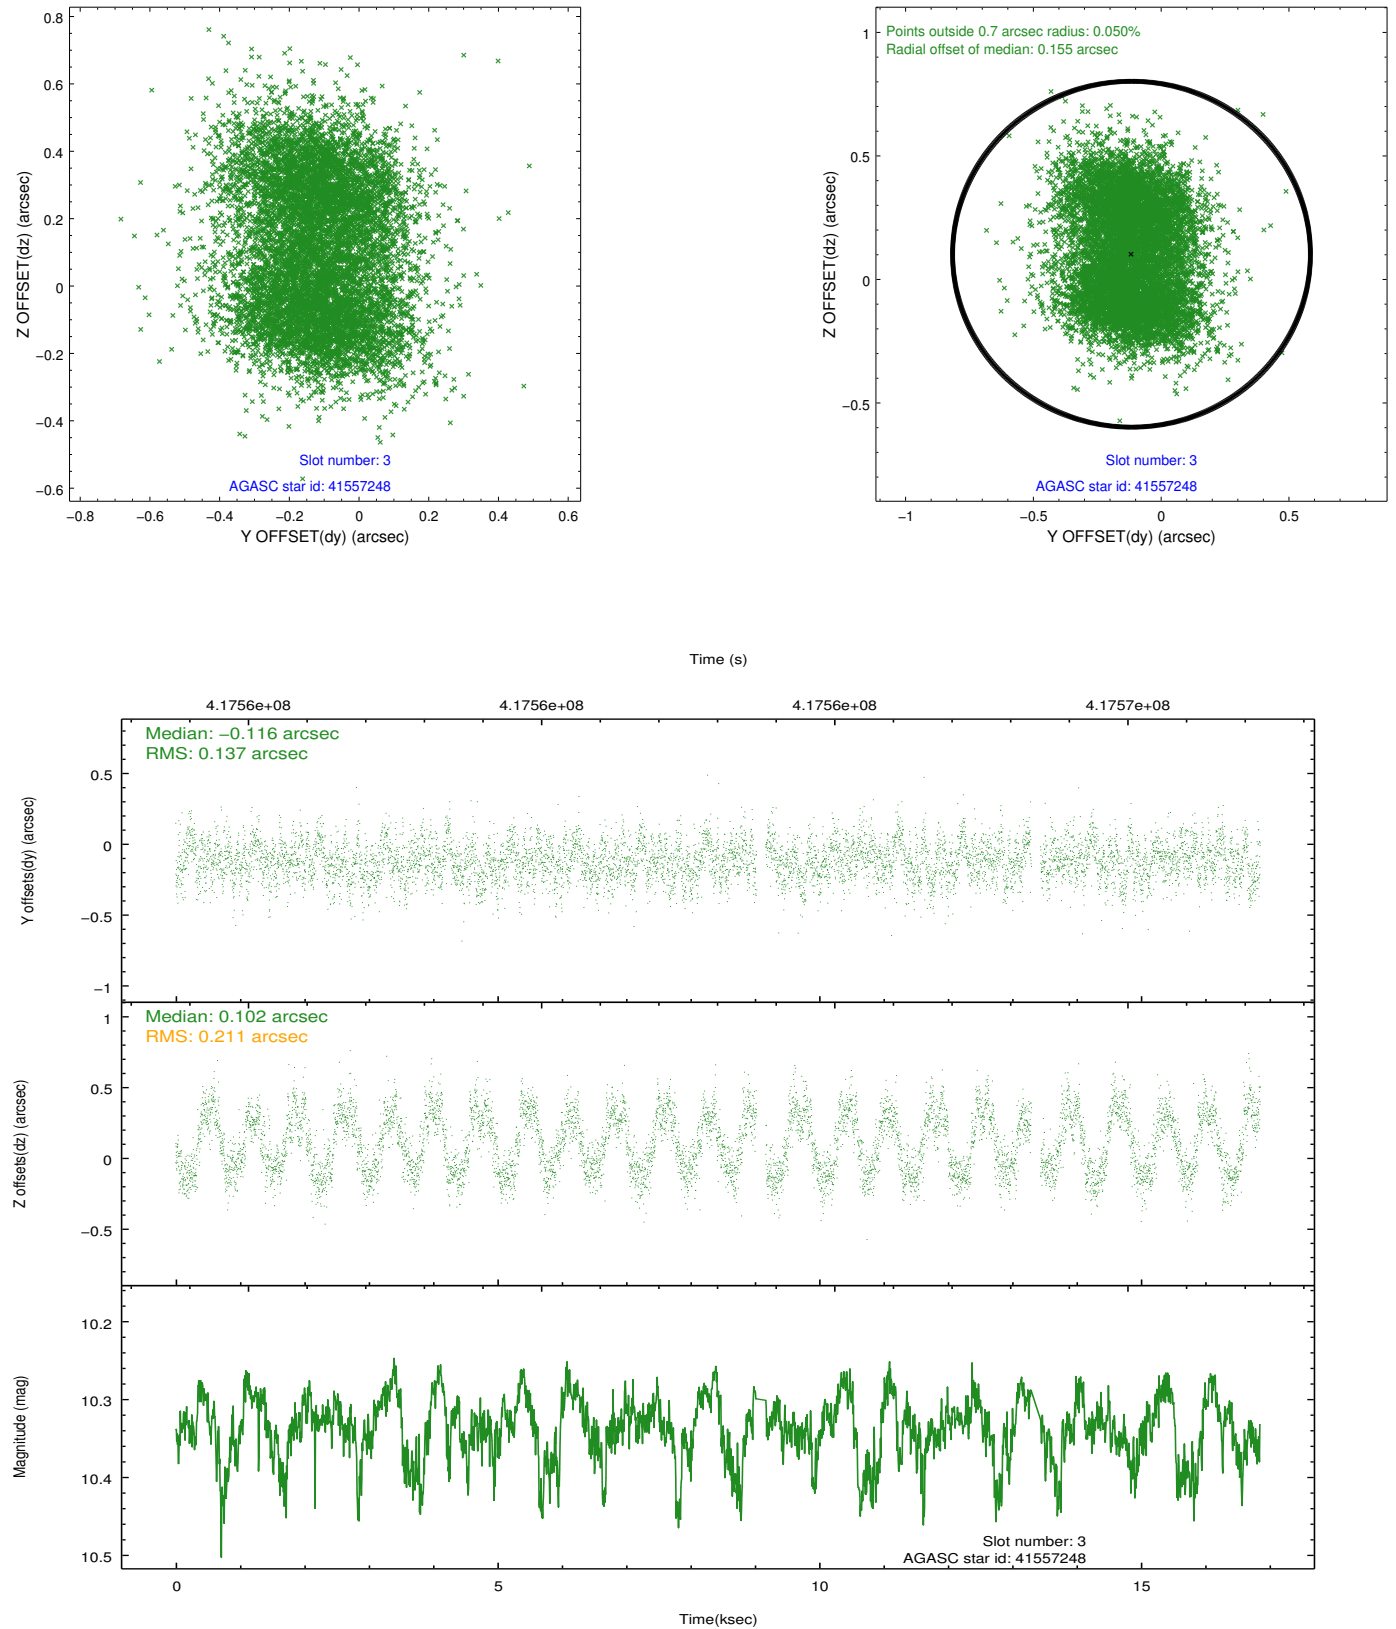 0.8
0.6
0.4
0.2
0
−0.2
−0.4
−0.6
Z OFFSET(dz) (arcsec)
Slot number: 3
AGASC star id: 41557248
−0.8 −0.6 −0.4 −0.2 0 0.2 0.4 0.6
Y OFFSET(dy) (arcsec)
Points outside 0.7 arcsec radius: 0.050%
Radial offset of median: 0.155 arcsec
1
0.5
0
−0.5
Z OFFSET(dz) (arcsec)
Slot number: 3
AGASC star id: 41557248
−1 −0.5 0 0.5
Y OFFSET(dy) (arcsec)
Time (s)
4.1756e+08 4.1756e+08 4.1756e+08 4.1757e+08
Median: −0.116 arcsec
RMS: 0.137 arcsec
0.5
0
−0.5
−1
Y offsets(dy) (arcsec)
Median: 0.102 arcsec
RMS: 0.211 arcsec
1
0.5
0
−0.5
Z offsets(dz) (arcsec)
10.2
10.3
10.4
10.5
Magnitude (mag)
Slot number: 3
AGASC star id: 41557248
0 5 10 15
Time(ksec)